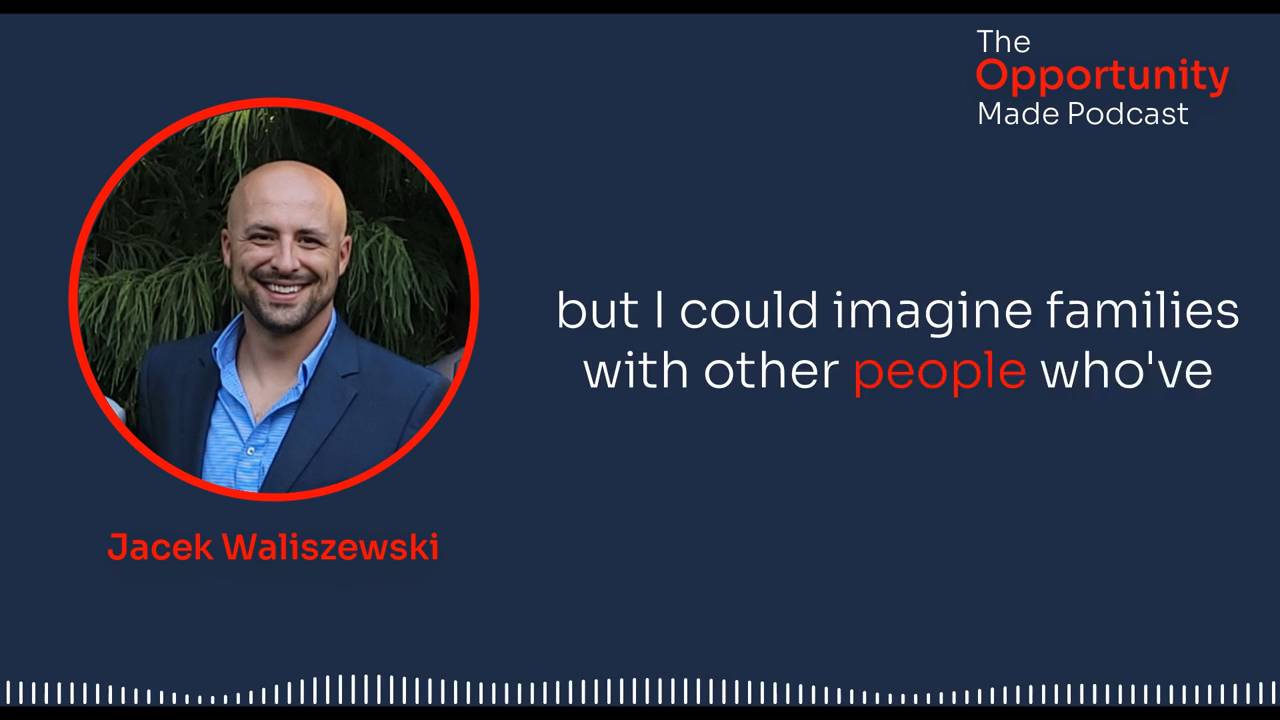 The
Opportunity
Made Podcast
but I could imagine families
with other people who've
Jacek Waliszewski